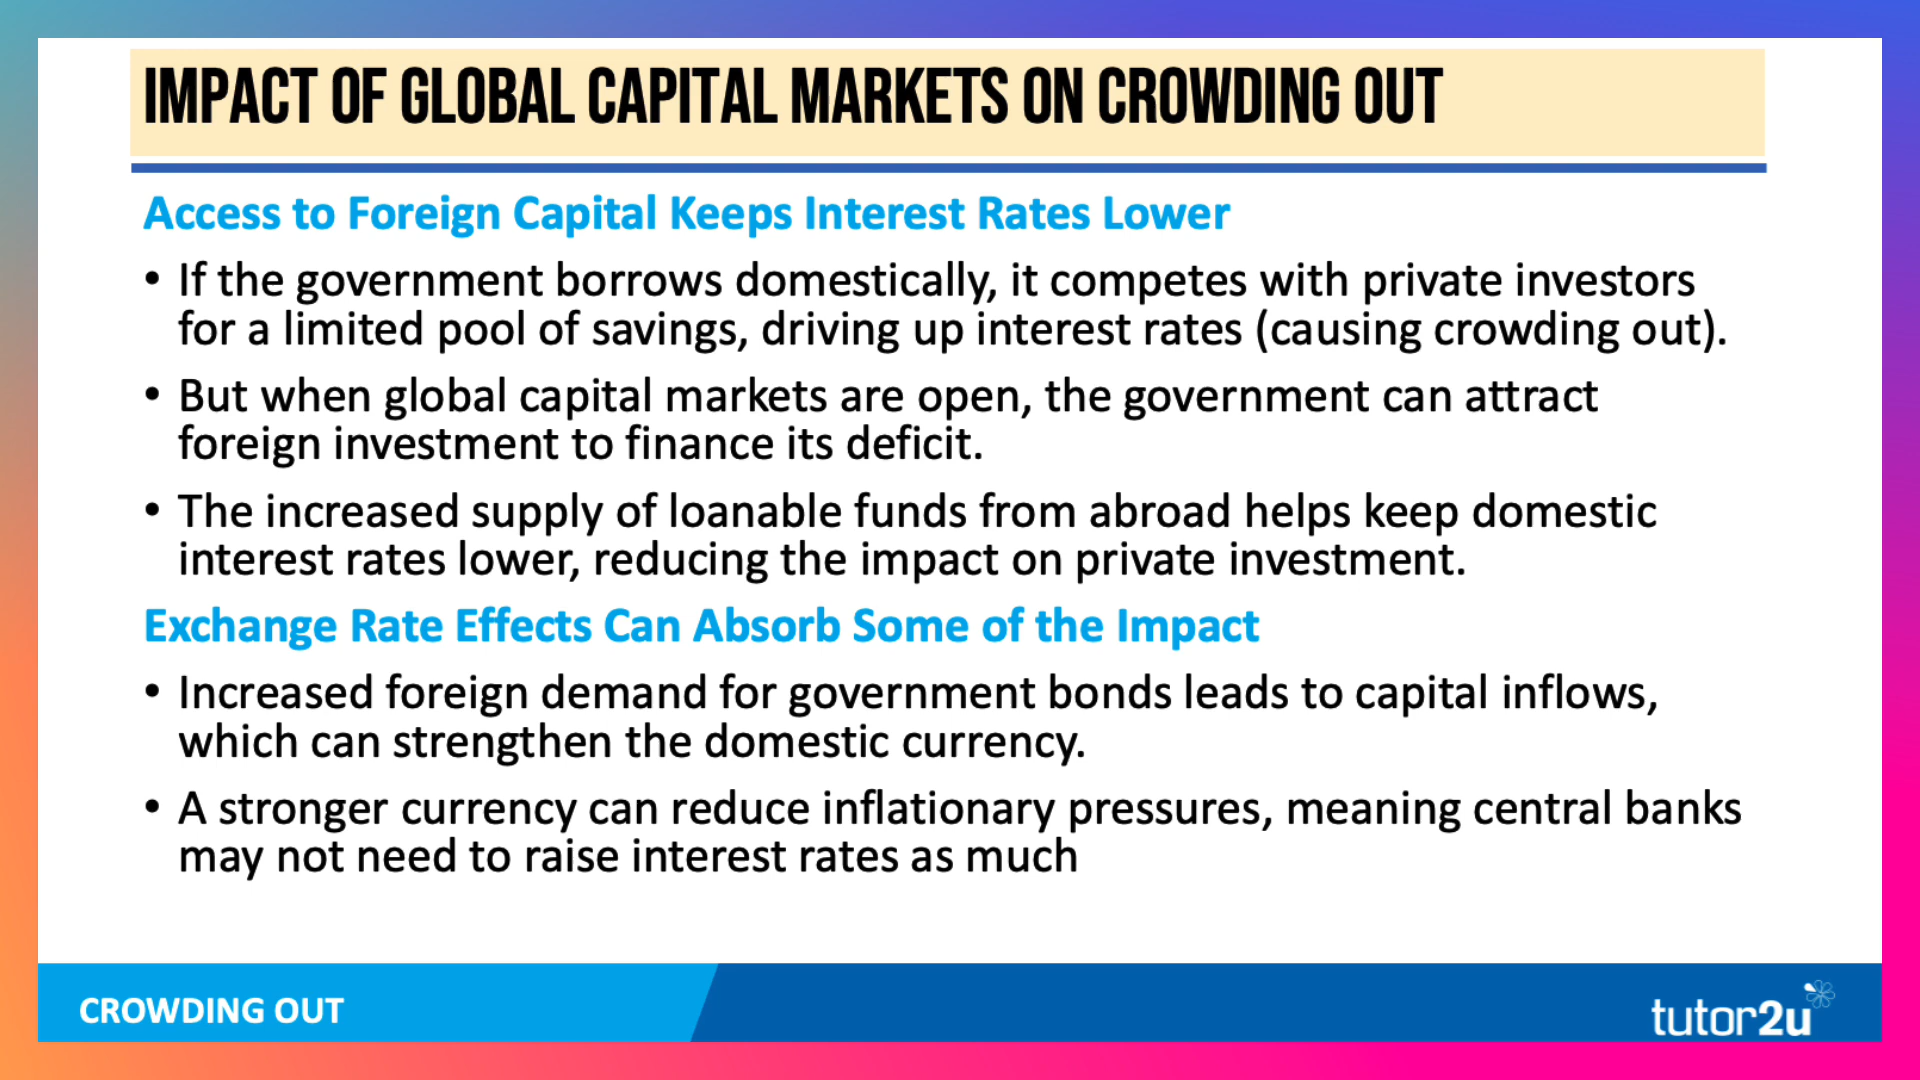 IMPACT OF GLOBAL CAPITAL MARKETS ON CROWDING OUT
Access to Foreign Capital Keeps Interest Rates Lower
• If the government borrows domestically, it competes with private investors
for a limited pool of savings, driving up interest rates (causing crowding out).
• But when global capital markets are open, the government can attract
foreign investment to finance its deficit.
• The increased supply of loanable funds from abroad helps keep domestic
interest rates lower, reducing the impact on private investment.
Exchange Rate Effects Can Absorb Some of the Impact
• Increased foreign demand for government bonds leads to capital inflows,
which can strengthen the domestic currency.
• A stronger currency can reduce inflationary pressures, meaning central banks
may not need to raise interest rates as much
CROWDING OUT
tutor2u